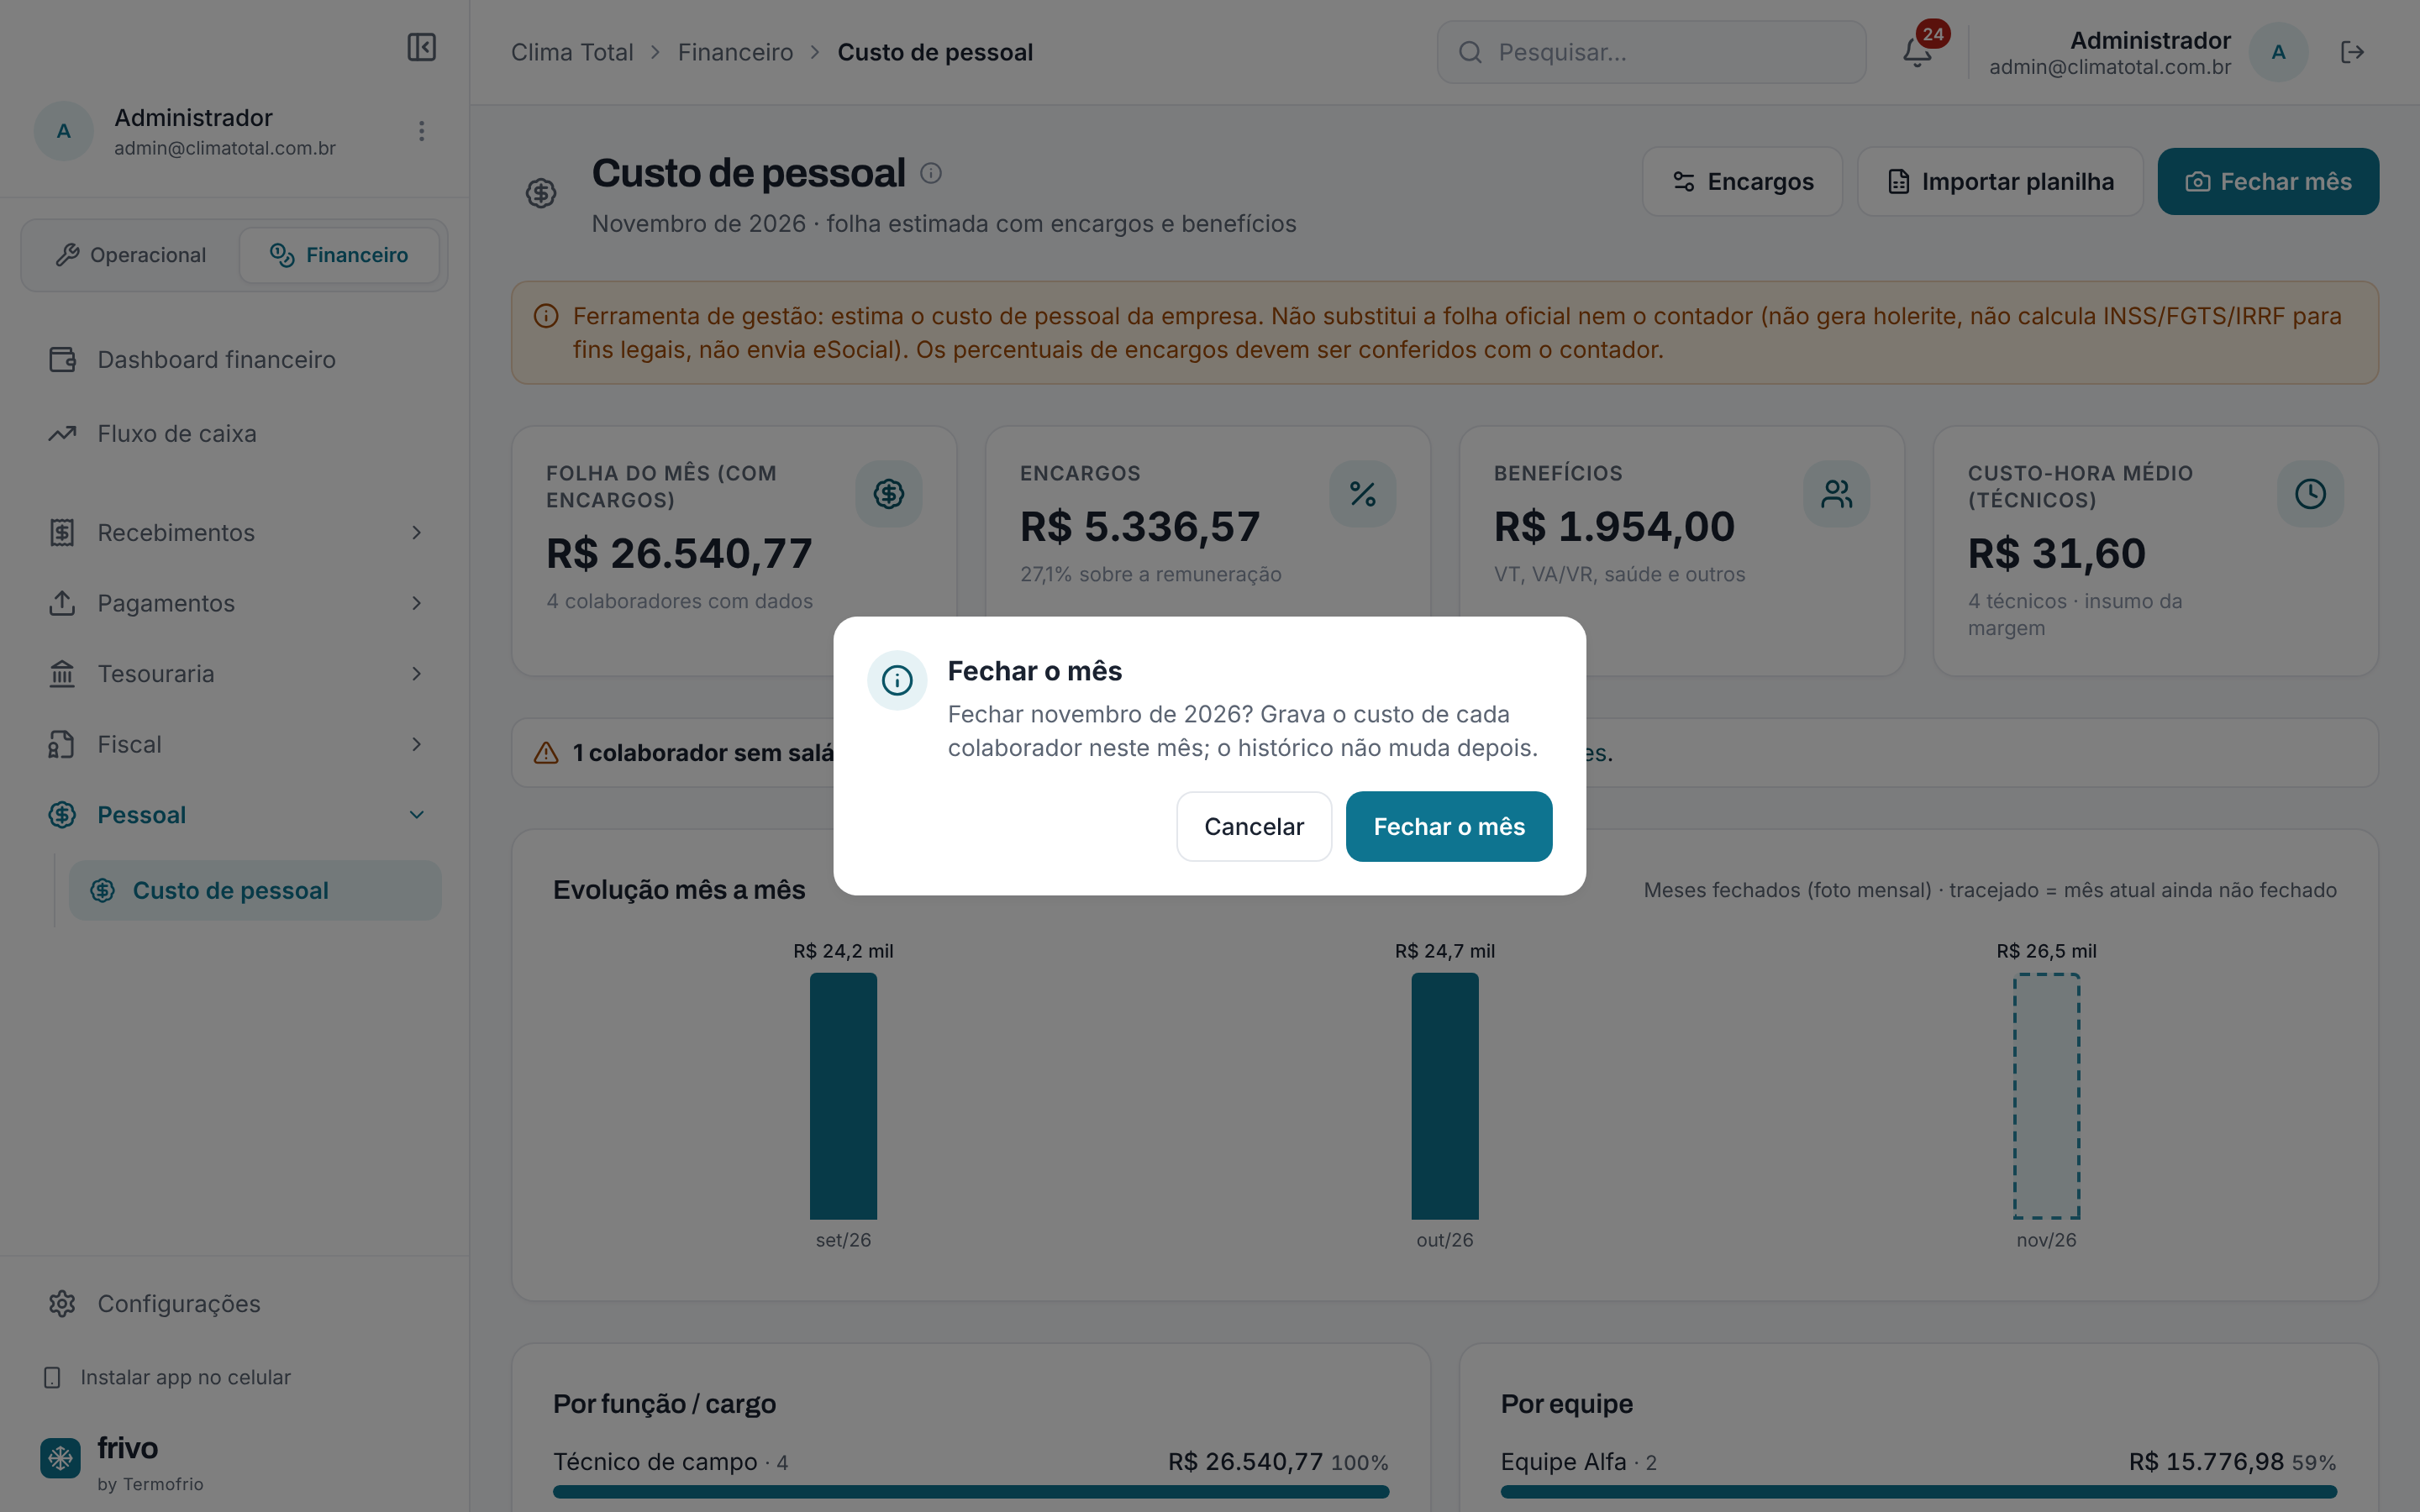 Clima Total > Financeiro > Custo de pessoal
Pesquisar...
24
Administrador
admin@climatotal.com.br
A
A
Administrador
admin@climatotal.com.br
Operacional
Financeiro
Dashboard financeiro
Fluxo de caixa
Recebimentos
Pagamentos
Tesouraria
Fiscal
Pessoal
Custo de pessoal
Configurações
Instalar app no celular
frivo
by Termofrio
Custo de pessoal
Novembro de 2026 · folha estimada com encargos e benefícios
Encargos
Importar planilha
Fechar mês
Ferramenta de gestão: estima o custo de pessoal da empresa. Não substitui a folha oficial nem o contador (não gera holerite, não calcula INSS/FGTS/IRRF para
fins legais, não envia eSocial). Os percentuais de encargos devem ser conferidos com o contador.
FOLHA DO MÊS (COM
ENCARGOS)
R$ 26.540,77
4 colaboradores com dados
ENCARGOS
R$ 5.336,57
27,1% sobre a remuneração
BENEFÍCIOS
R$ 1.954,00
VT, VA/VR, saúde e outros
CUSTO-HORA MÉDIO
(TÉCNICOS)
R$ 31,60
4 técnicos · insumo da
margem
1 colaborador sem salá
es.
Fechar o mês
Fechar novembro de 2026? Grava o custo de cada
colaborador neste mês; o histórico não muda depois.
Cancelar
Fechar o mês
Evolução mês a mês
Meses fechados (foto mensal) · tracejado = mês atual ainda não fechado
R$ 24,2 mil
R$ 24,7 mil
R$ 26,5 mil
set/26
out/26
nov/26
Por função / cargo
Técnico de campo · 4
R$ 26.540,77 100%
Por equipe
Equipe Alfa · 2
R$ 15.776,98 59%